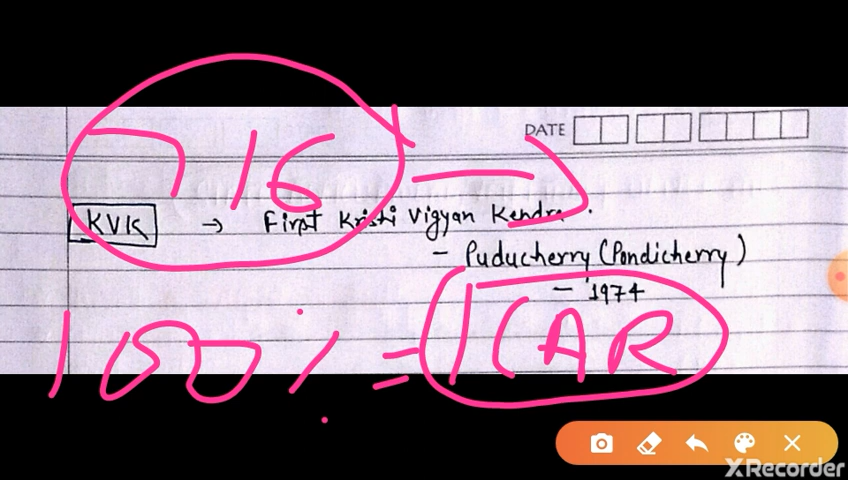 DATE
716
KVK → First Krishi Vigyan Kendra.
- Puducherry (Pondicherry)
- 1974
100% = ICAR
XRecorder